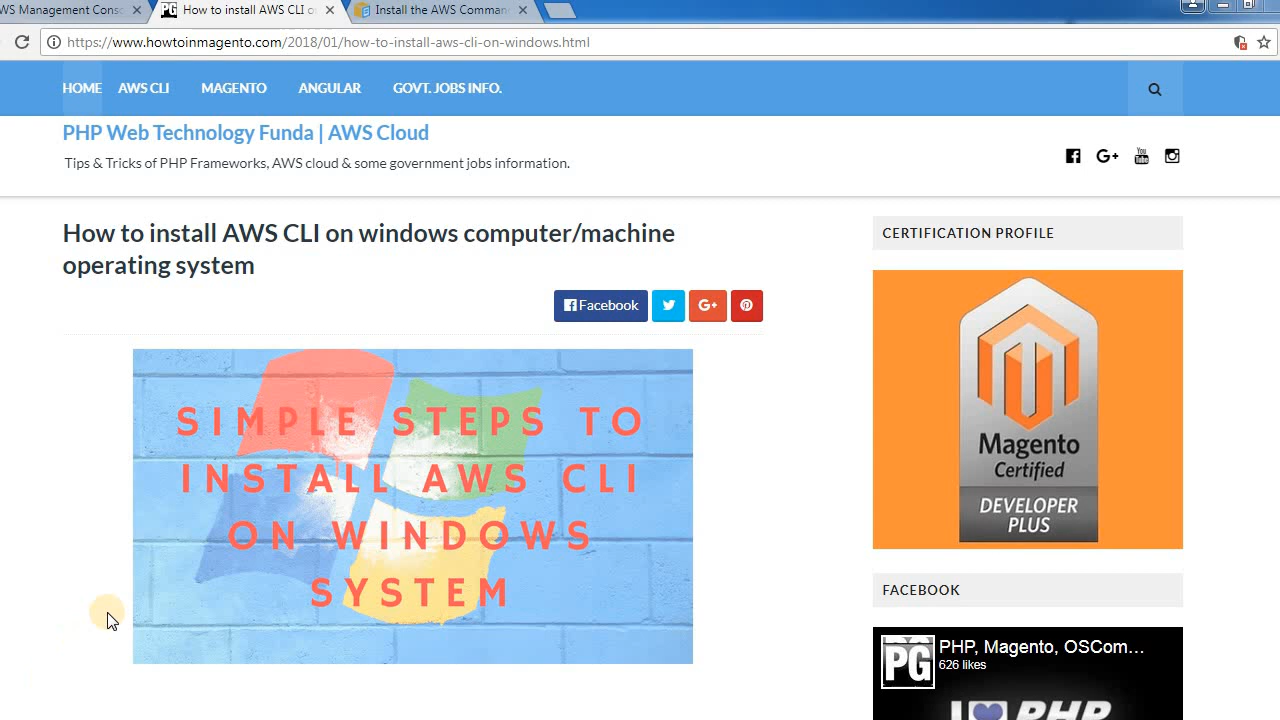 WS Management Conso
How to install AWS CLI o
Install the AWS Comman
https://www.howtoinmagento.com/2018/01/how-to-install-aws-cli-on-windows.html
HOME AWS CLI MAGENTO ANGULAR GOVT. JOBS INFO.
PHP Web Technology Funda | AWS Cloud
Tips & Tricks of PHP Frameworks, AWS cloud & some government jobs information.
You Tube
How to install AWS CLI on windows computer/machine
operating system
Facebook
SIMPLE STEPS TO
INSTALL AWS CLI
ON WINDOWS
SYSTEM
CERTIFICATION PROFILE
Magento
Certified
DEVELOPER
PLUS
FACEBOOK
PG
PHP, Magento, OSCom...
626 likes
I PHP